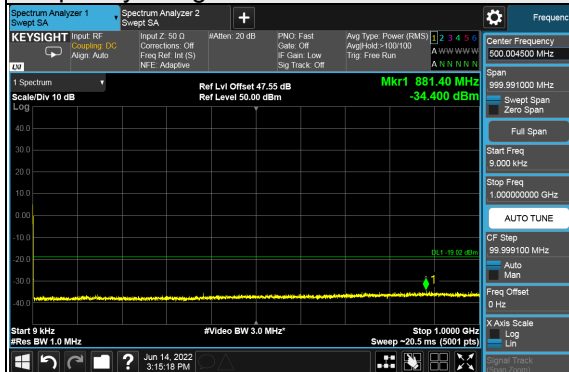 Spectrum Analyzer 1
Swept SA
Spectrum Analyzer 2
Swept SA
+
Frequenc
KEYSIGHT
Input: RF
Coupling: DC
Align: Auto
Input Z: 50 Ω
Corrections: Off
Freq Ref: Int (S)
NFE: Adaptive
#Atten: 20 dB
PNO: Fast
Gate: Off
IF Gain: Low
Sig Track: Off
Avg Type: Power (RMS)
Avg|Hold:>100/100
Trig: Free Run
1 2 3 4 5 6
A W W W W W
A N N N N N
LXI
1 Spectrum
Scale/Div 10 dB
Log
Ref Lvl Offset 47.55 dB
Ref Level 50.00 dBm
Mkr1 881.40 MHz
-34.400 dBm
40.0
30.0
20.0
10.0
0.00
-10.0
-20.0
-30.0
-40.0
DL1 -19.02 dBm
1
Start 9 kHz
#Res BW 1.0 MHz
#Video BW 3.0 MHz*
Stop 1.0000 GHz
Sweep ~20.5 ms (5001 pts)
?
Jun 14, 2022
3:15:18 PM
Center Frequency
500.004500 MHz
Span
999.991000 MHz
Swept Span
Zero Span
Full Span
Start Freq
9.000 kHz
Stop Freq
1.000000000 GHz
AUTO TUNE
CF Step
99.999100 MHz
Auto
Man
Freq Offset
0 Hz
X Axis Scale
Log
Lin
Signal Track
(Span Zoom)